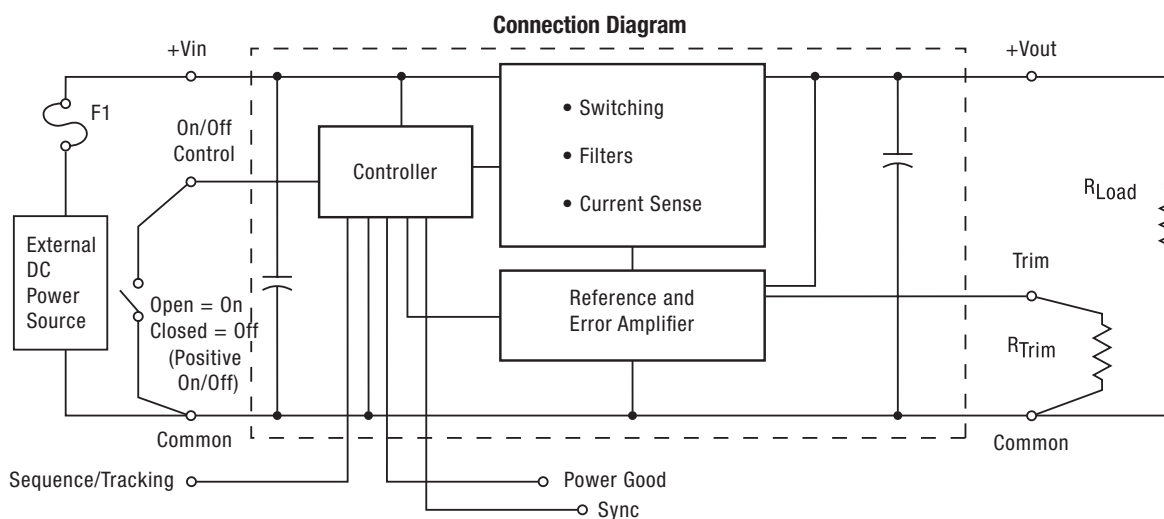 Connection Diagram
+Vin
+Vout
F1
On/Off
Control
Controller
• Switching
• Filters
• Current Sense
RLoad
External
DC
Power
Source
Open = On
Closed = Off
(Positive
On/Off)
Reference and
Error Amplifier
Trim
RTrim
Common
Common
Sequence/Tracking
Power Good
Sync